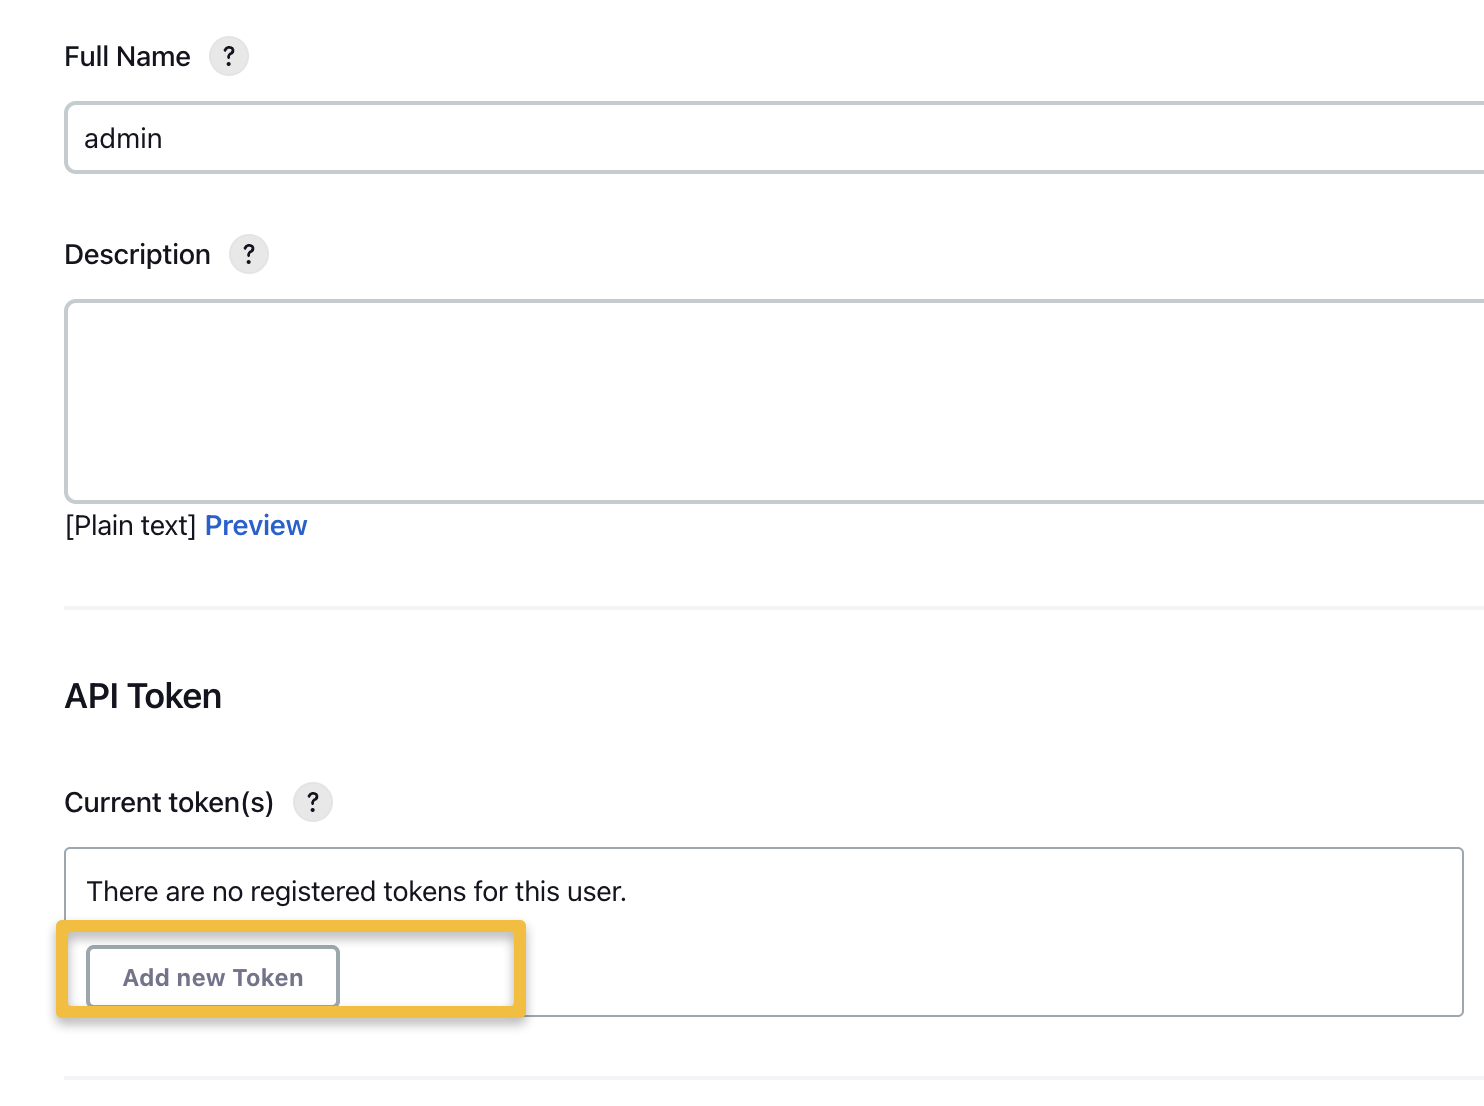 Full Name ?
admin
Description ?
[Plain text] Preview
API Token
Current token(s) ?
There are no registered tokens for this user.
Add new Token